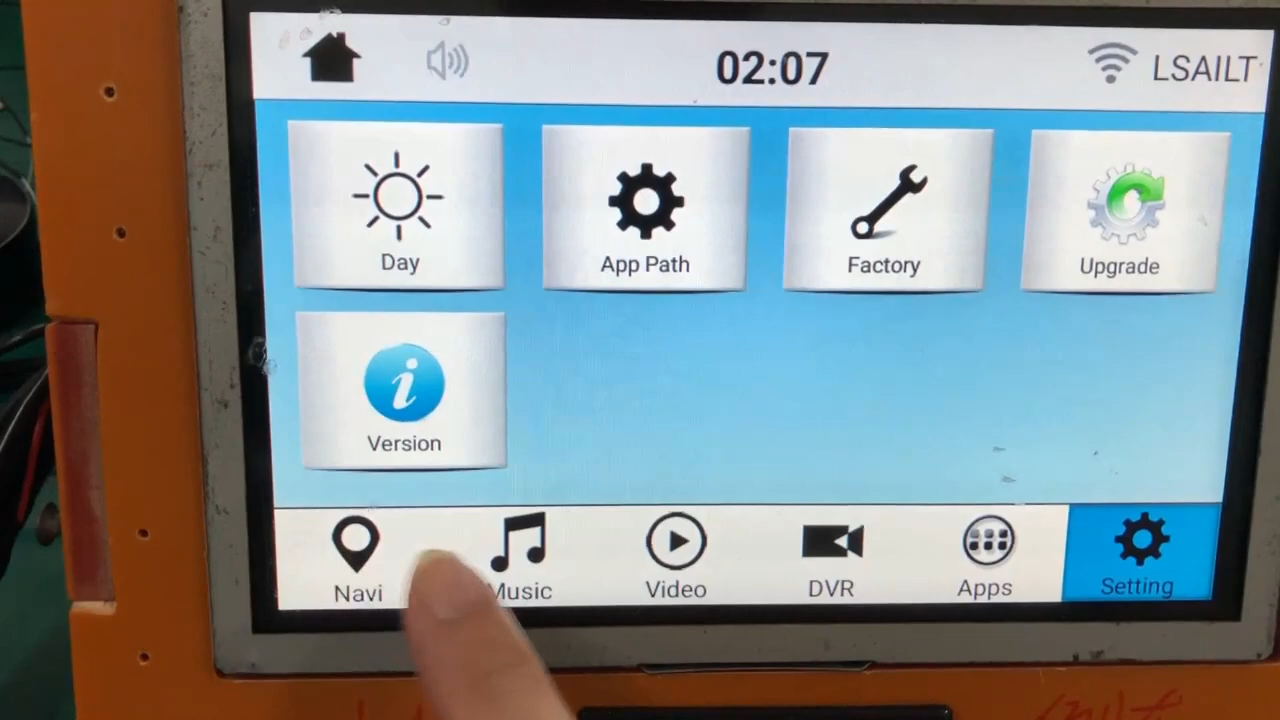 02:07 LSAILT
Day App Path Factory Upgrade
Version
Navi Music Video DVR Apps Setting